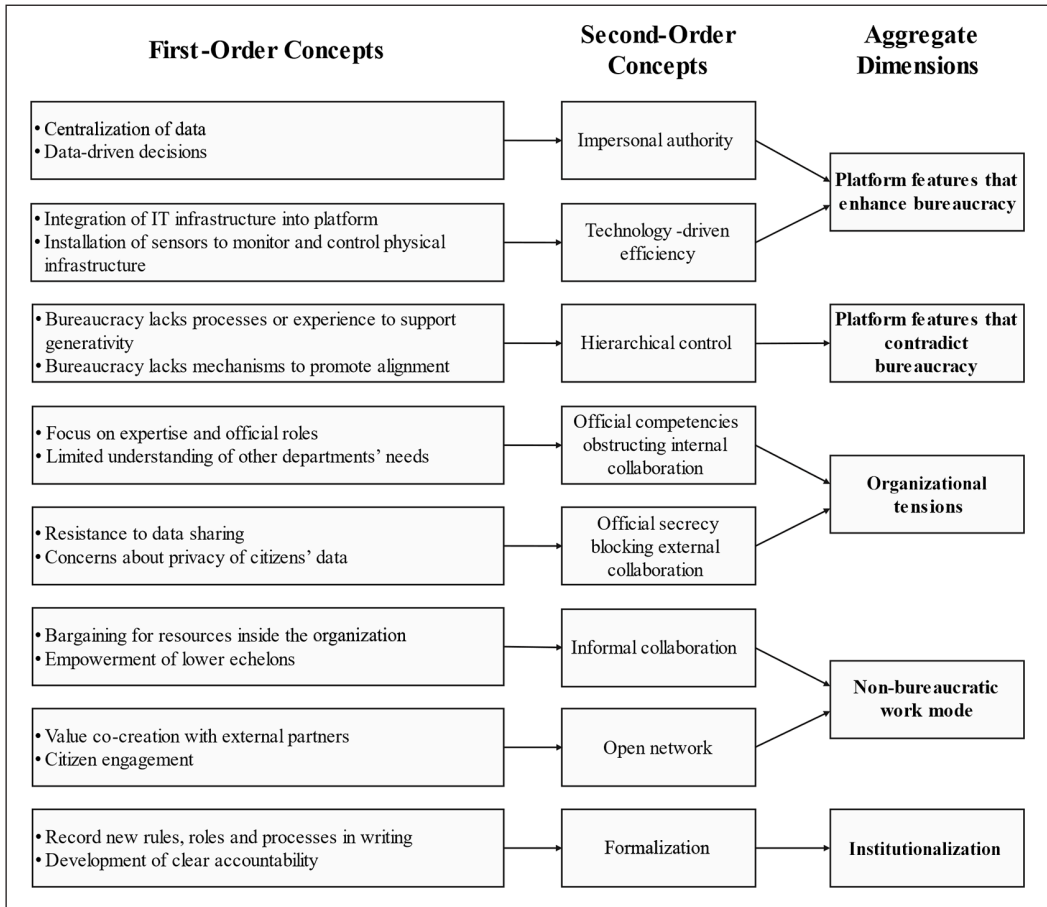 First-Order Concepts
Second-Order
Concepts
Aggregate
Dimensions
• Centralization of data
• Data-driven decisions
Impersonal authority
Platform features that
enhance bureaucracy
• Integration of IT infrastructure into platform
• Installation of sensors to monitor and control physical
infrastructure
Technology -driven
efficiency
• Bureaucracy lacks processes or experience to support
generativity
• Bureaucracy lacks mechanisms to promote alignment
Hierarchical control
Platform features that
contradict
bureaucracy
• Focus on expertise and official roles
• Limited understanding of other departments’ needs
Official competencies
obstructing internal
collaboration
Organizational
tensions
• Resistance to data sharing
• Concerns about privacy of citizens’ data
Official secrecy
blocking external
collaboration
• Bargaining for resources inside the organization
• Empowerment of lower echelons
Informal collaboration
Non-bureaucratic
work mode
• Value co-creation with external partners
• Citizen engagement
Open network
• Record new rules, roles and processes in writing
• Development of clear accountability
Formalization
Institutionalization